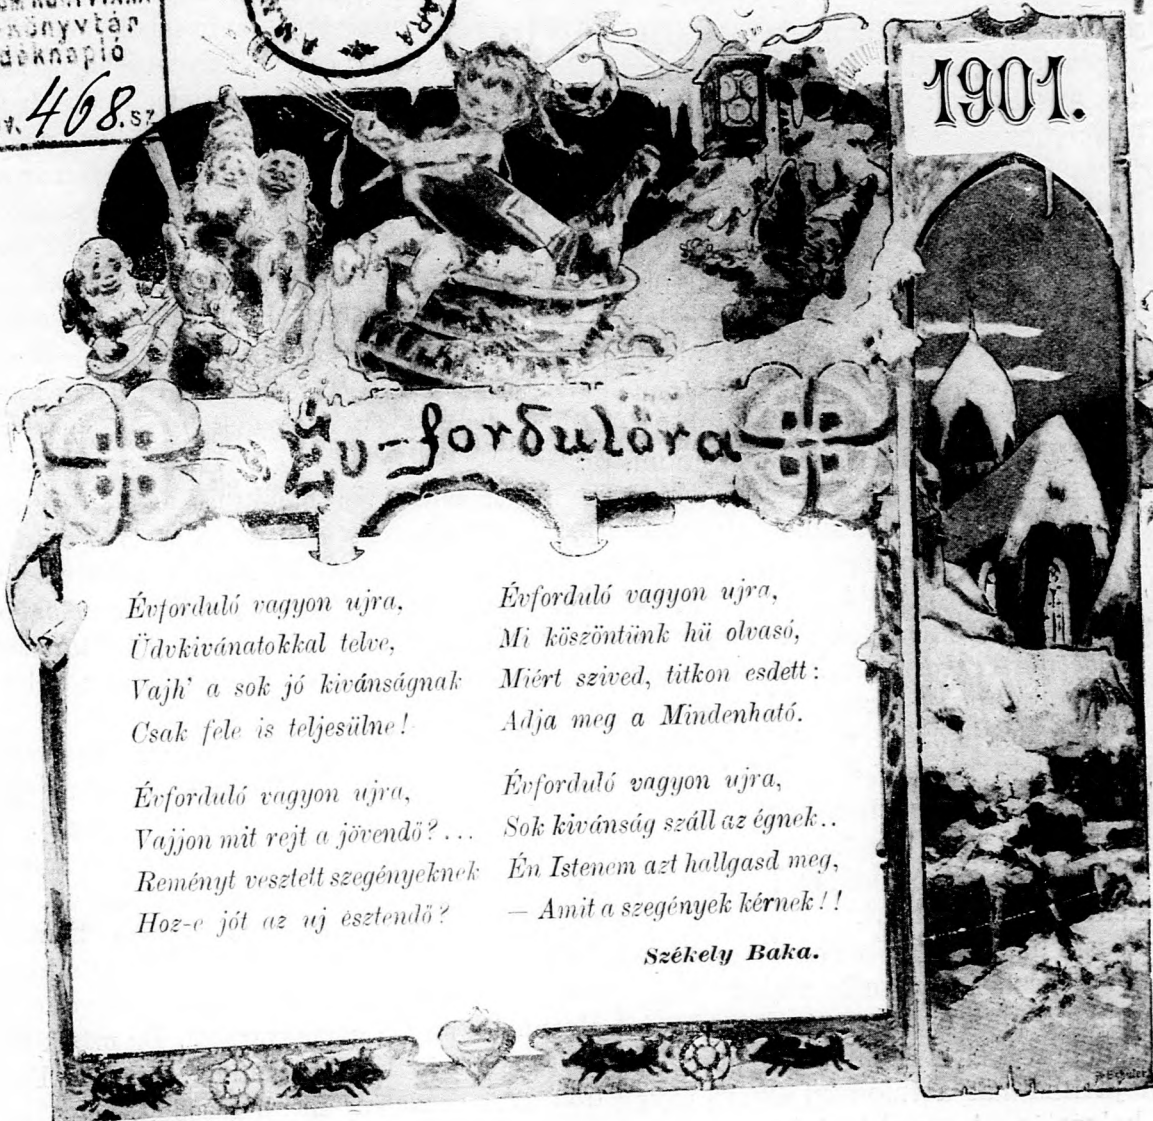 könyvtár
468. sz
1901.
Év-fordulóra
Évforduló vagyon ujra,
Üdvkivánatokkal telve,
Vajh' a sok jó kivánságnak
Csak fele is teljesülne!
Évforduló vagyon ujra,
Vajjon mit rejt a jövendő?...
Reményt vesztett szegényeknek
Hoz-e jót az uj esztendő?
Évforduló vagyon ujra,
Mi köszöntünk hü olvasó,
Miért szived, titkon esdett:
Adja meg a Mindenható.
Évforduló vagyon ujra,
Sok kivánság száll az égnek..
Én Istenem azt hallgasd meg,
— Amit a szegények kérnek!!
Székely Baka.